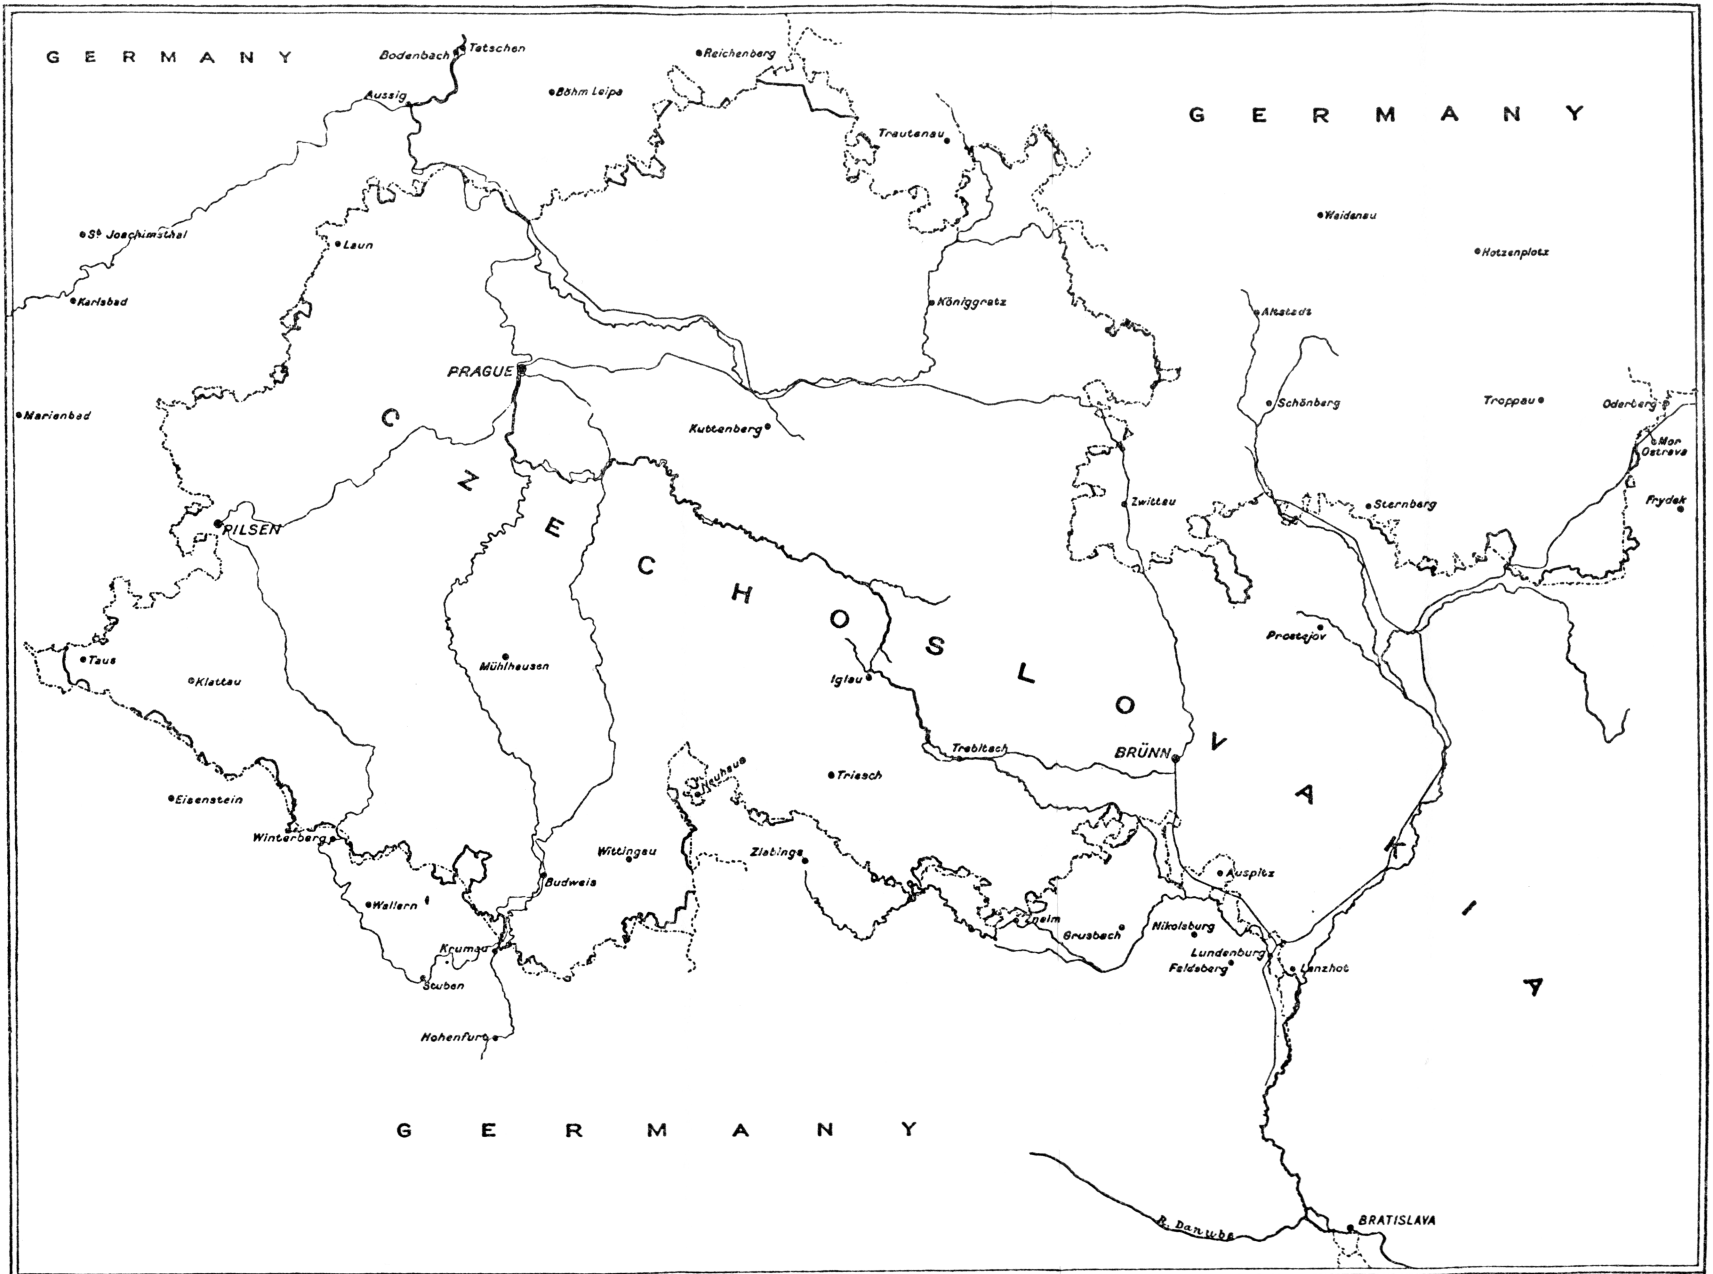 GERMANY
Tetschen
Bodenbach
Reichenberg
Aussig
Böhm Leipa
GERMANY
Trautenau
Waidenau
St Joachimsthal
Laun
Hotzenplotz
Karlsbad
Königgratz
Altstadt
PRAGUE
Marienbad
Kuttenberg
Schönberg
Troppau
Oderberg
Mor
Ostrava
PILSEN
Zwittau
Sternberg
Frydek
CZECHOSLOVAKIA
Prostejov
Taus
Klattau
Mühlhausen
Iglau
Trebitsch
BRÜNN
Neuhaus
Triesch
Eisenstein
Winterberg
Wittingau
Zlabings
Budweis
Auspitz
Wallern
Znaim
Grusbach
Nikolsburg
Krumau
Lundenburg
Feldsberg
Lanzhot
Stuben
Hohenfurt
GERMANY
R. Danube
BRATISLAVA